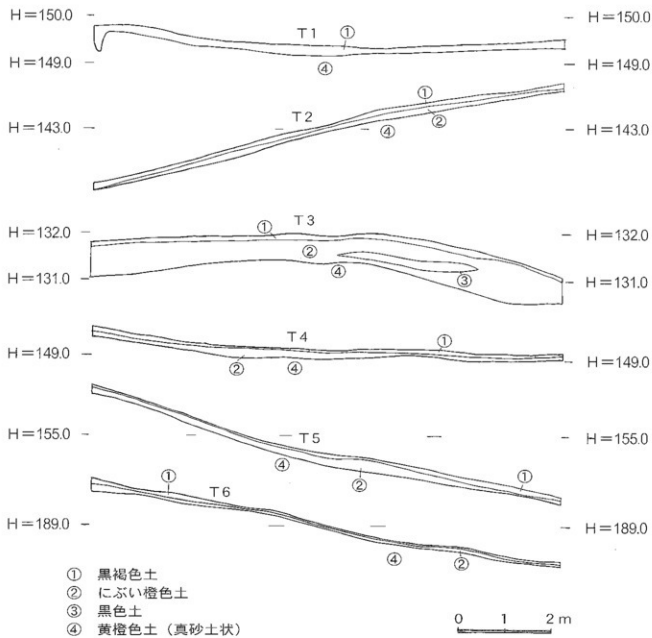 H=150.0 T1 ① H=150.0
H=149.0 ④ H=149.0
① 
H=143.0 T2 ④ ② H=143.0
H=132.0 ① T3 H=132.0
② 
H=131.0 ④ ③ H=131.0
T4 ①
H=149.0 ② ④ H=149.0
H=155.0 T5 H=155.0
④ ② ①
① T6
H=189.0 ④ ② H=189.0
① 黒褐色土
② にぶい橙色土
③ 黒色土
④ 黄橙色土(真砂土状)
0 1 2 m